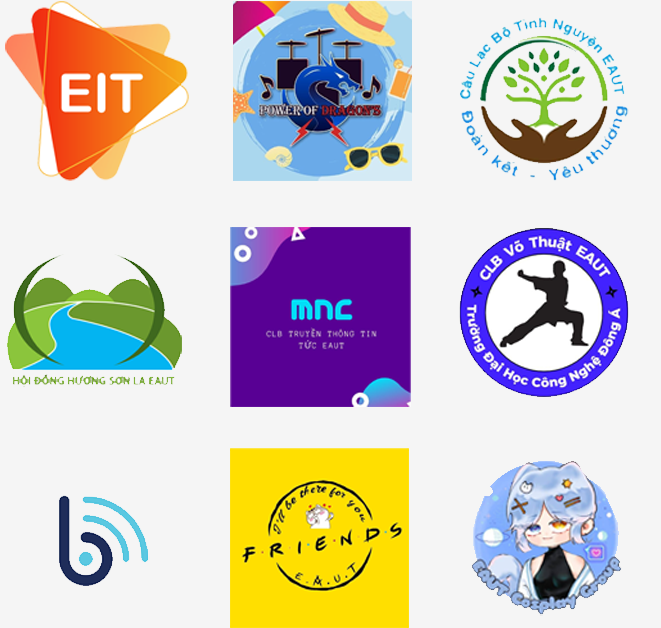 EIT
POWER OF DRAGON'S
Câu Lạc Bộ Tình Nguyện EAUT
Đoàn kết - Yêu thương
HỘI ĐỒNG HƯƠNG SƠN LA EAUT
mnc
CLB TRUYỀN THÔNG TIN
TỨC EAUT
CLB Võ Thuật EAUT
Trường Đại Học Công Nghệ Đông Á
b
I'll be there for you
F·R·I·E·N·D·S
E.A.U.T
EAUT Cosplay Group